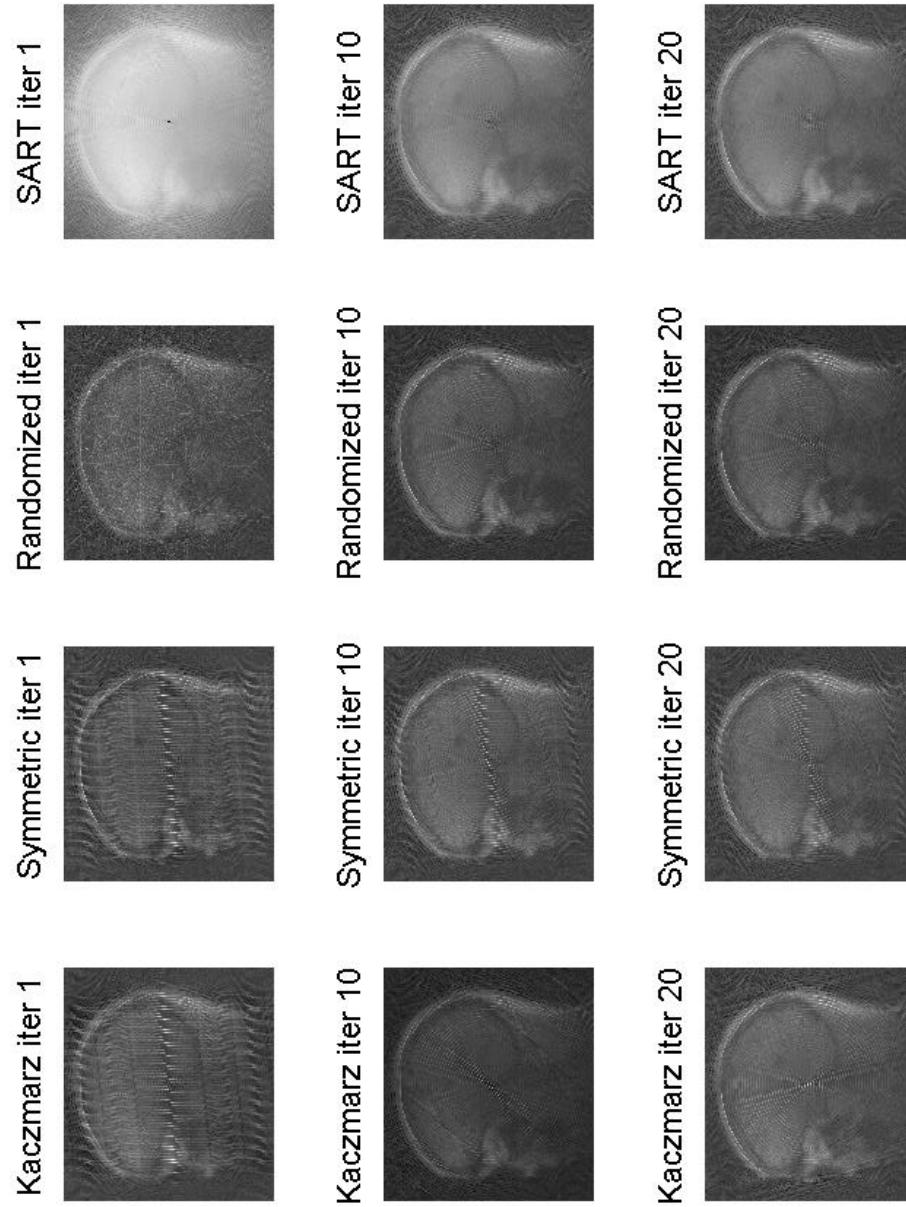 Kaczmarz iter 1
Symmetric iter 1
Randomized iter 1
SART iter 1
Kaczmarz iter 10
Symmetric iter 10
Randomized iter 10
SART iter 10
Kaczmarz iter 20
Symmetric iter 20
Randomized iter 20
SART iter 20